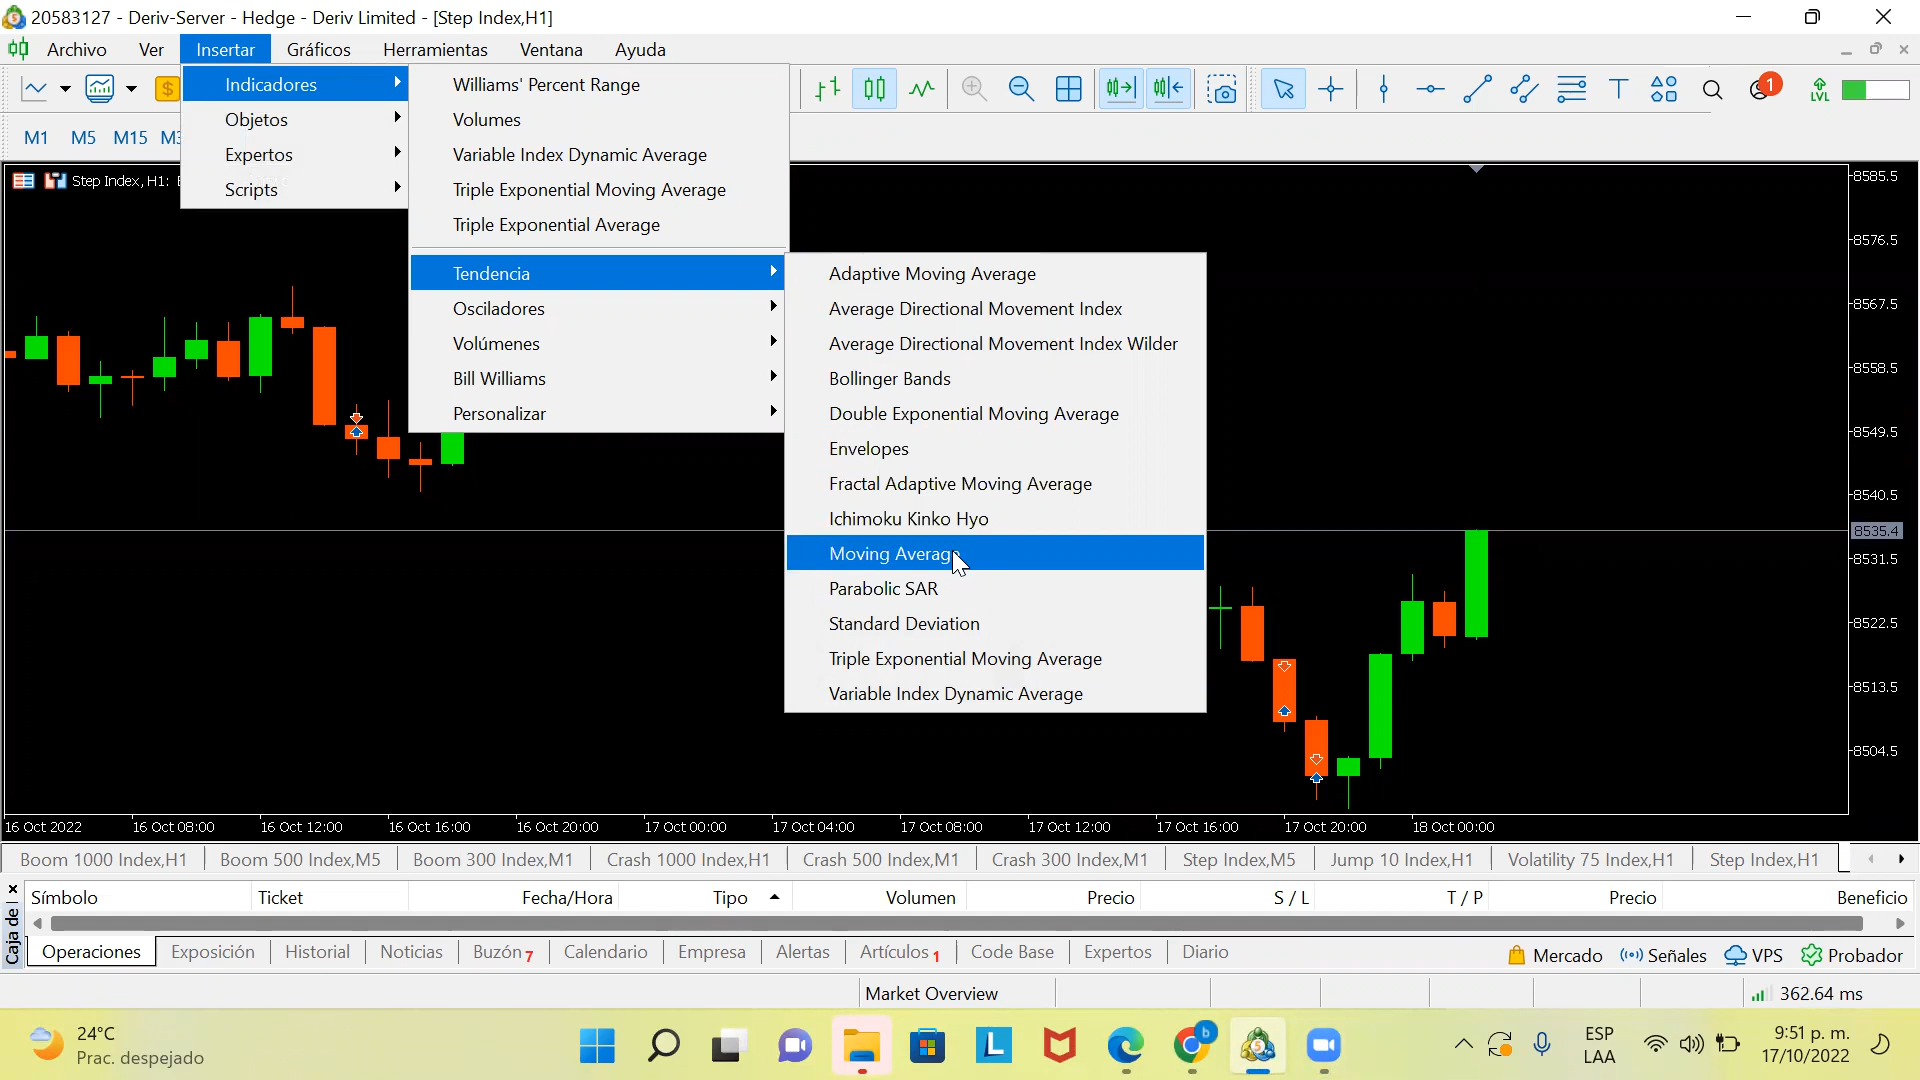 20583127 - Deriv-Server - Hedge - Deriv Limited - [Step Index,H1]
Archivo Ver Insertar Gráficos Herramientas Ventana Ayuda
1
LVL
M1 M5 M15
Indicadores
Objetos
Expertos
Scripts
Williams' Percent Range
Volumes
Variable Index Dynamic Average
Triple Exponential Moving Average
Triple Exponential Average
Tendencia
Osciladores
Volúmenes
Bill Williams
Personalizar
Adaptive Moving Average
Average Directional Movement Index
Average Directional Movement Index Wilder
Bollinger Bands
Double Exponential Moving Average
Envelopes
Fractal Adaptive Moving Average
Ichimoku Kinko Hyo
Moving Average
Parabolic SAR
Standard Deviation
Triple Exponential Moving Average
Variable Index Dynamic Average
Step Index, H1:
8585.5
8576.5
8567.5
8558.5
8549.5
8540.5
8535.4
8531.5
8522.5
8513.5
8504.5
16 Oct 2022 16 Oct 08:00 16 Oct 12:00 16 Oct 16:00 16 Oct 20:00 17 Oct 00:00 17 Oct 04:00 17 Oct 08:00 17 Oct 12:00 17 Oct 16:00 17 Oct 20:00 18 Oct 00:00
Boom 1000 Index,H1 Boom 500 Index,M5 Boom 300 Index,M1 Crash 1000 Index,H1 Crash 500 Index,M1 Crash 300 Index,M1 Step Index,M5 Jump 10 Index,H1 Volatility 75 Index,H1 Step Index,H1
Símbolo Ticket Fecha/Hora Tipo Volumen Precio S / L T / P Precio Beneficio
Caja de
Operaciones Exposición Historial Noticias Buzón 7 Calendario Empresa Alertas Artículos 1 Code Base Expertos Diario Mercado Señales VPS Probador
Market Overview 362.64 ms
24°C
Prac. despejado
L
b
ESP
LAA
9:51 p. m.
17/10/2022